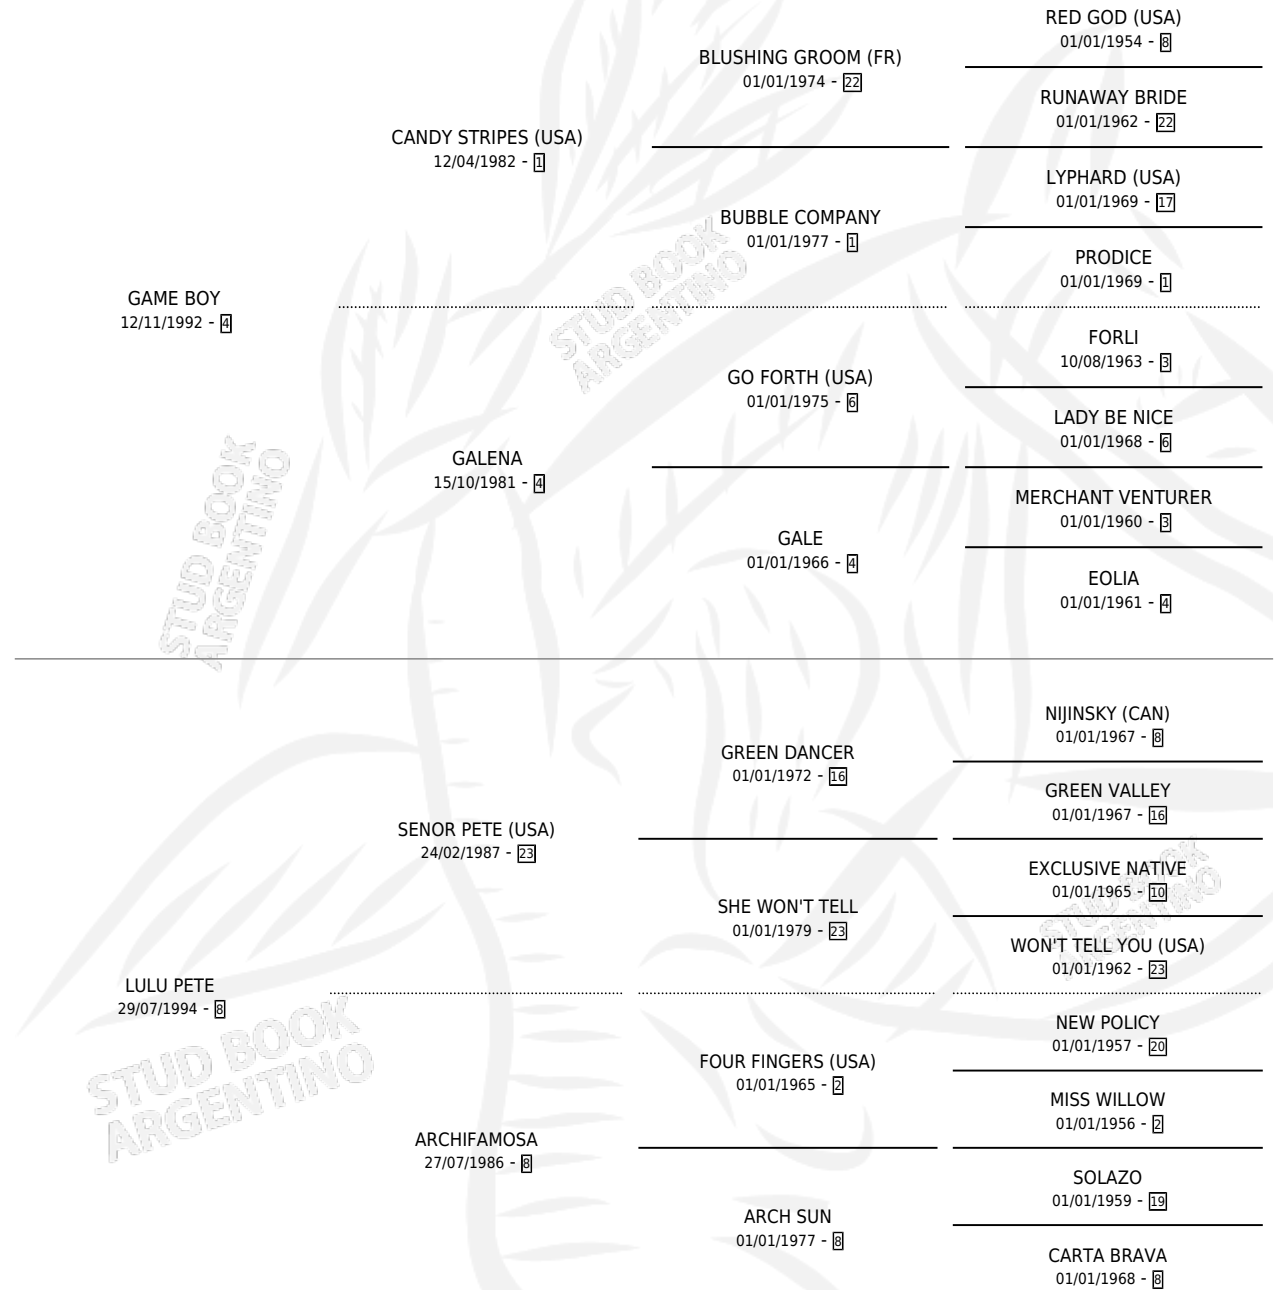 RED GOD (USA)
01/01/1954 - 8
BLUSHING GROOM (FR)
01/01/1974 - 22
RUNAWAY BRIDE
01/01/1962 - 22
CANDY STRIPES (USA)
12/04/1982 - 1
LYPHARD (USA)
01/01/1969 - 17
BUBBLE COMPANY
01/01/1977 - 1
PRODICE
01/01/1969 - 1
GAME BOY
12/11/1992 - 4
FORLI
10/08/1963 - 3
GO FORTH (USA)
01/01/1975 - 6
LADY BE NICE
01/01/1968 - 6
GALENA
15/10/1981 - 4
MERCHANT VENTURER
01/01/1960 - 3
GALE
01/01/1966 - 4
EOLIA
01/01/1961 - 4
STUD BOOK
ARGENTINO
STUD BOOK
ARGENTINO
NIJINSKY (CAN)
01/01/1967 - 8
GREEN DANCER
01/01/1972 - 16
GREEN VALLEY
01/01/1967 - 16
SENOR PETE (USA)
24/02/1987 - 23
EXCLUSIVE NATIVE
01/01/1965 - 10
SHE WON'T TELL
01/01/1979 - 23
WON'T TELL YOU (USA)
01/01/1962 - 23
LULU PETE
29/07/1994 - 8
NEW POLICY
01/01/1957 - 20
FOUR FINGERS (USA)
01/01/1965 - 2
MISS WILLOW
01/01/1956 - 2
ARCHIFAMOSA
27/07/1986 - 8
SOLAZO
01/01/1959 - 19
ARCH SUN
01/01/1977 - 8
CARTA BRAVA
01/01/1968 - 8
STUD BOOK
ARGENTINO
STUD BOOK
ARGENTINO